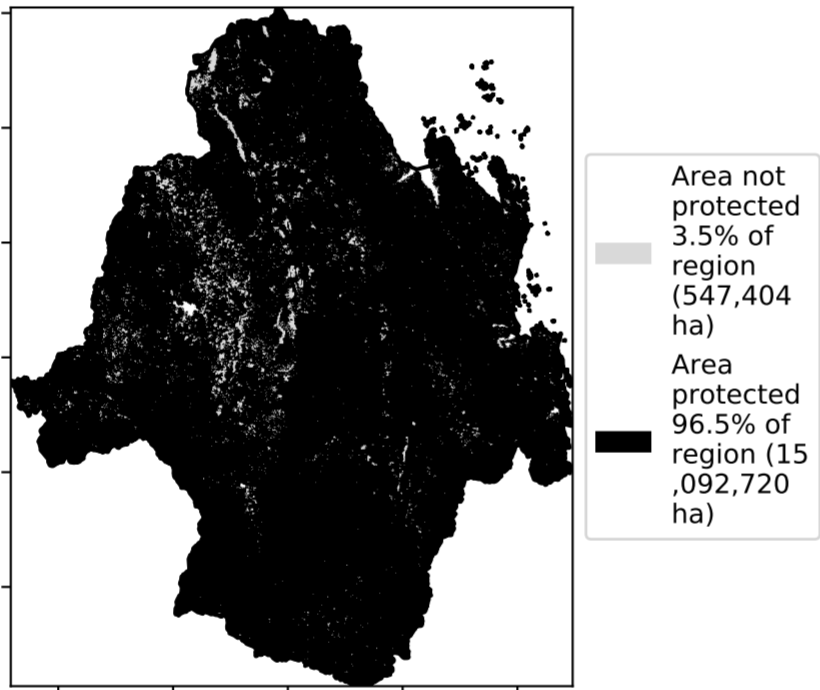 Area not
protected
3.5% of
region
(547,404
ha)
Area
protected
96.5% of
region (15
,092,720
ha)